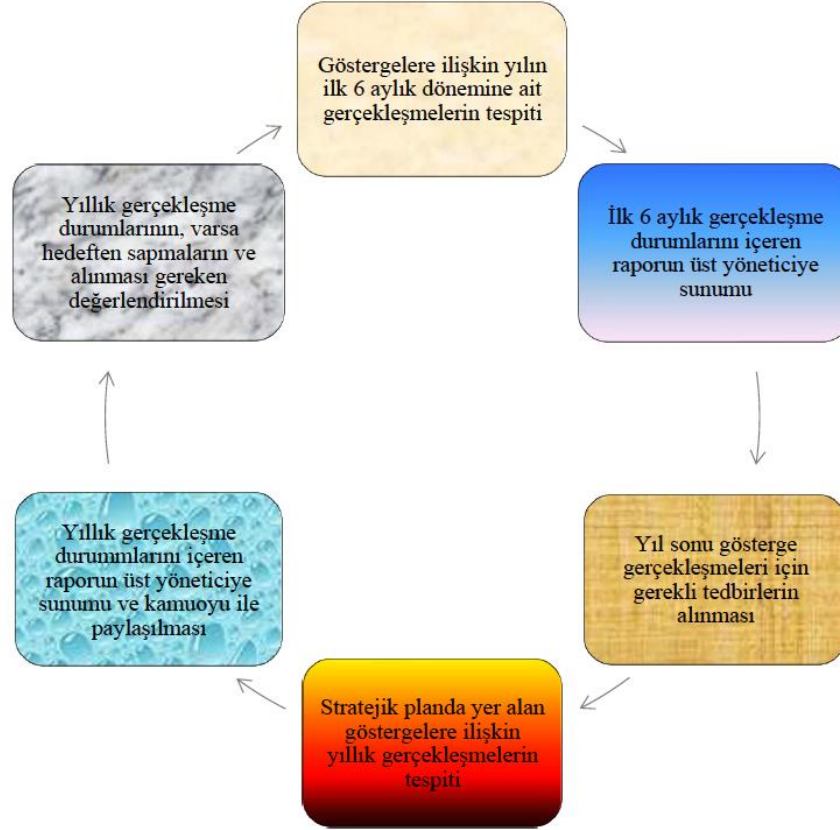 Göstergelere ilişkin yılın
ilk 6 aylık dönemine ait
gerçekleşmelerin tespiti
İlk 6 aylık gerçekleşme
durumlarını içeren
raporun üst yöneticiye
sunumu
Yıl sonu gösterge
gerçekleşmeleri için
gerekli tedbirlerin
alınması
Stratejik planda yer alan
göstergelere ilişkin
yıllık gerçekleşmelerin
tespiti
Yıllık gerçekleşme
durummlarını içeren
raporun üst yöneticiye
sunumu ve kamuoyu ile
paylaşılması
Yıllık gerçekleşme
durumlarının, varsa
hedeften sapmaların ve
alınması gereken
değerlendirilmesi